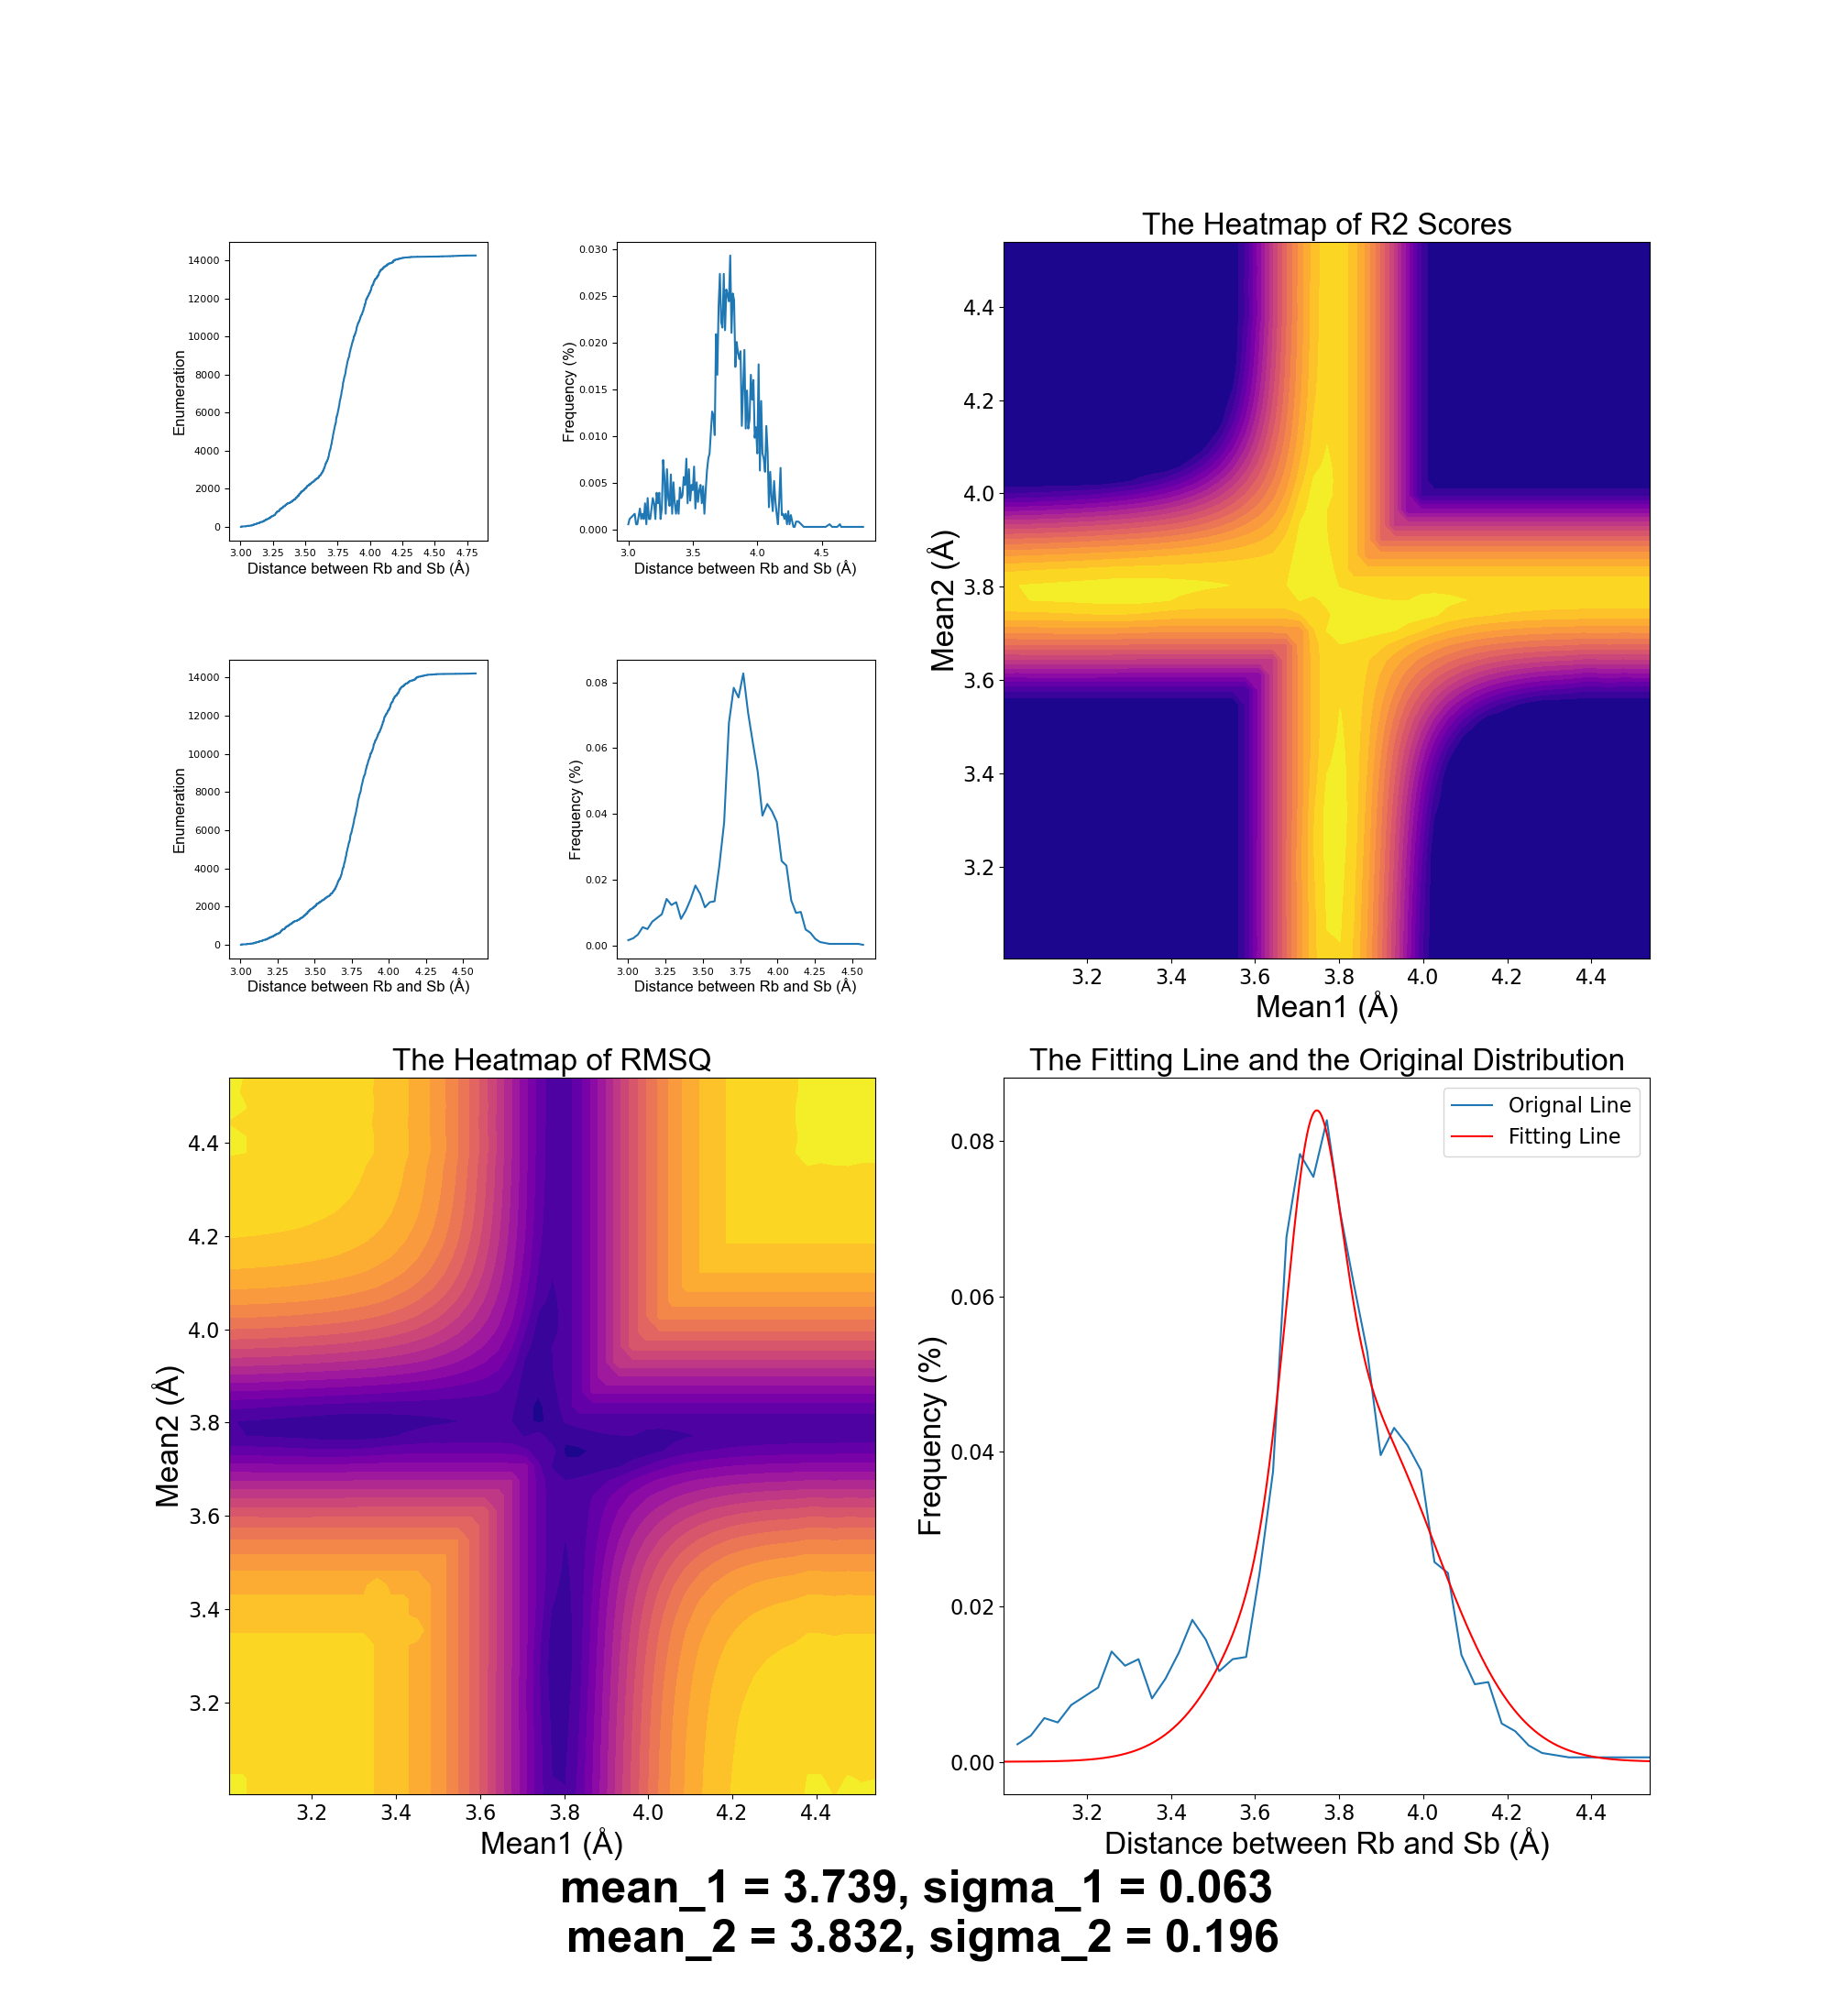 14000
12000
10000
8000
6000
4000
2000
0
Enumeration
3.00 3.25 3.50 3.75 4.00 4.25 4.50 4.75
Distance between Rb and Sb (Å)
0.030
0.025
0.020
0.015
0.010
0.005
0.000
Frequency (%)
3.0 3.5 4.0 4.5
Distance between Rb and Sb (Å)
14000
12000
10000
8000
6000
4000
2000
0
Enumeration
3.00 3.25 3.50 3.75 4.00 4.25 4.50
Distance between Rb and Sb (Å)
0.08
0.06
0.04
0.02
0.00
Frequency (%)
3.00 3.25 3.50 3.75 4.00 4.25 4.50
Distance between Rb and Sb (Å)
The Heatmap of R2 Scores
4.4
4.2
4.0
3.8
3.6
3.4
3.2
Mean2 (Å)
3.2 3.4 3.6 3.8 4.0 4.2 4.4
Mean1 (Å)
The Heatmap of RMSQ
4.4
4.2
4.0
3.8
3.6
3.4
3.2
Mean2 (Å)
3.2 3.4 3.6 3.8 4.0 4.2 4.4
Mean1 (Å)
The Fitting Line and the Original Distribution
Orignal Line
Fitting Line
0.08
0.06
0.04
0.02
0.00
Frequency (%)
3.2 3.4 3.6 3.8 4.0 4.2 4.4
Distance between Rb and Sb (Å)
mean_1 = 3.739, sigma_1 = 0.063
mean_2 = 3.832, sigma_2 = 0.196